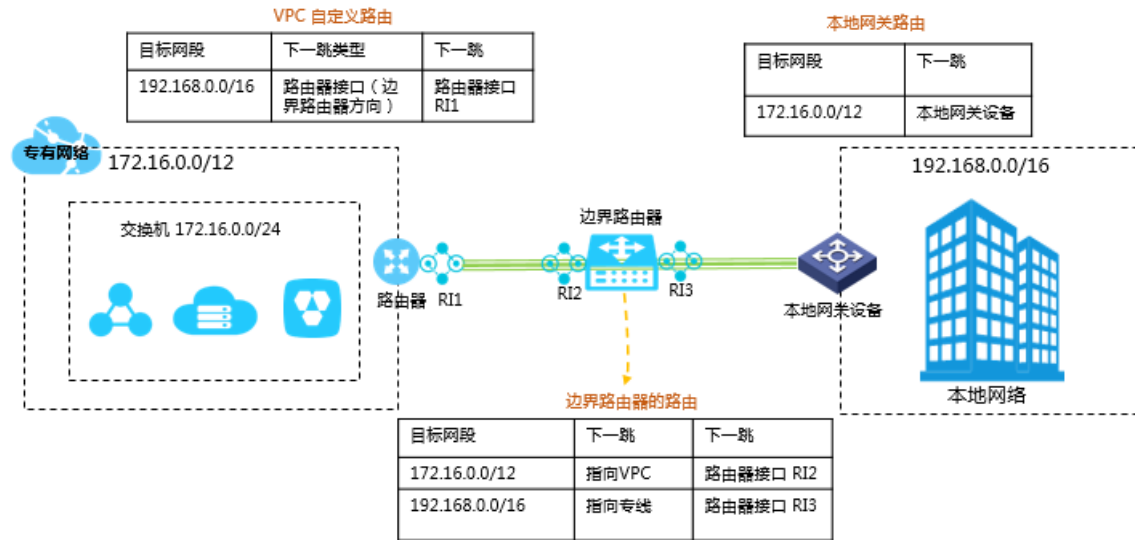 VPC 自定义路由
目标网段 下一跳类型 下一跳
192.168.0.0/16 路由器接口（边界路由器方向） 路由器接口 RI1
本地网关路由
目标网段 下一跳
172.16.0.0/12 本地网关设备
专有网络
172.16.0.0/12
交换机 172.16.0.0/24
路由器 RI1
RI2
边界路由器
RI3
本地网关设备
192.168.0.0/16
本地网络
边界路由器的路由
目标网段 下一跳 下一跳
172.16.0.0/12 指向VPC 路由器接口 RI2
192.168.0.0/16 指向专线 路由器接口 RI3